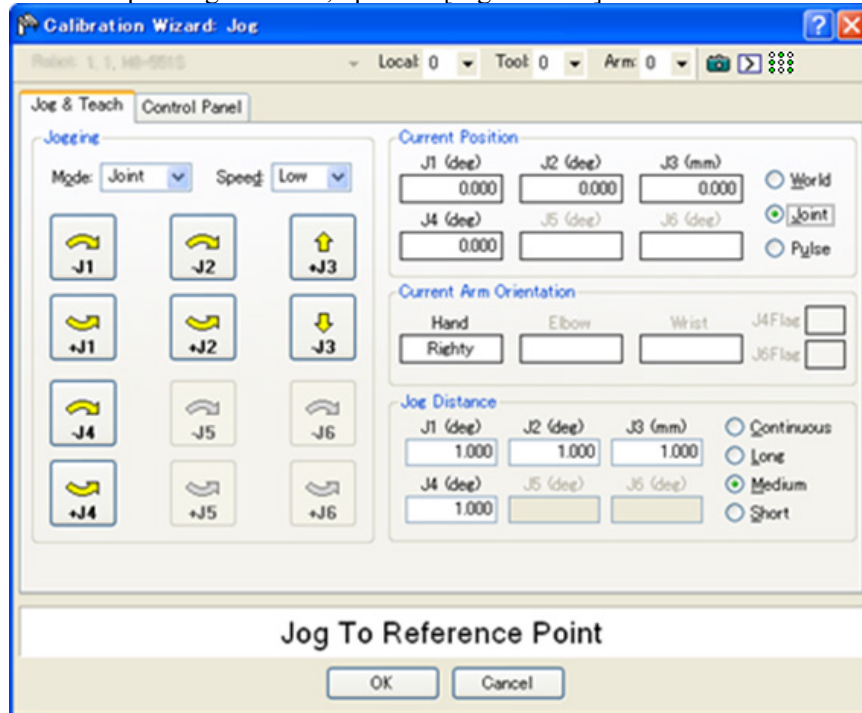 Calibration Wizard: Jog
Robot: 1, 1, H8-551S Local: 0 Tool: 0 Arm: 0
Jog & Teach Control Panel
Jogging
Mode: Joint Speed: Low
-J1 -J2 +J3
+J1 +J2 -J3
-J4 -J5 -J6
+J4 +J5 +J6
Current Position
J1 (deg) J2 (deg) J3 (mm)
0.000 0.000 0.000
World
Joint
Pulse
J4 (deg) J5 (deg) J6 (deg)
0.000
Current Arm Orientation
Hand Elbow Wrist J4Flag
Righty
J6Flag
Jog Distance
J1 (deg) J2 (deg) J3 (mm)
1.000 1.000 1.000
J4 (deg) J5 (deg) J6 (deg)
1.000
Continuous
Long
Medium
Short
Jog To Reference Point
OK Cancel